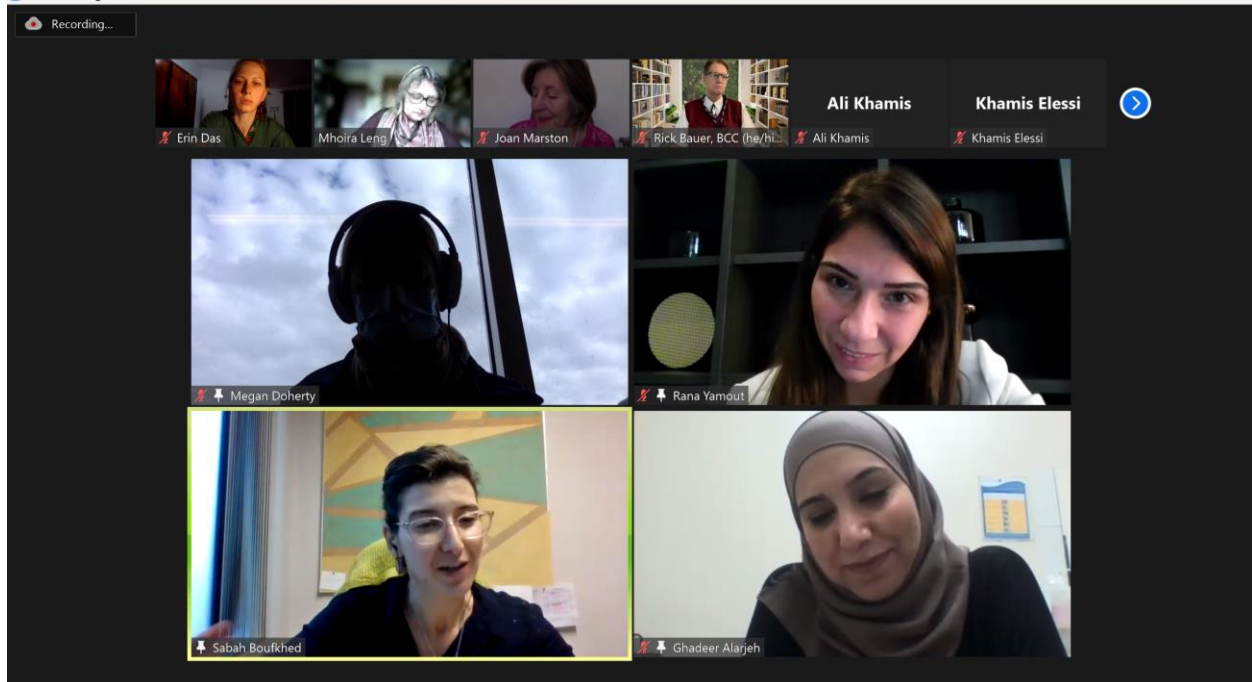 Recording...
Erin Das
Mhoira Leng
Joan Marston
Rick Bauer, BCC (he/hi...
Ali Khamis
Ali Khamis
Khamis Elessi
Khamis Elessi
Megan Doherty
Rana Yamout
Sabah Boufkhed
Ghadeer Alarjeh